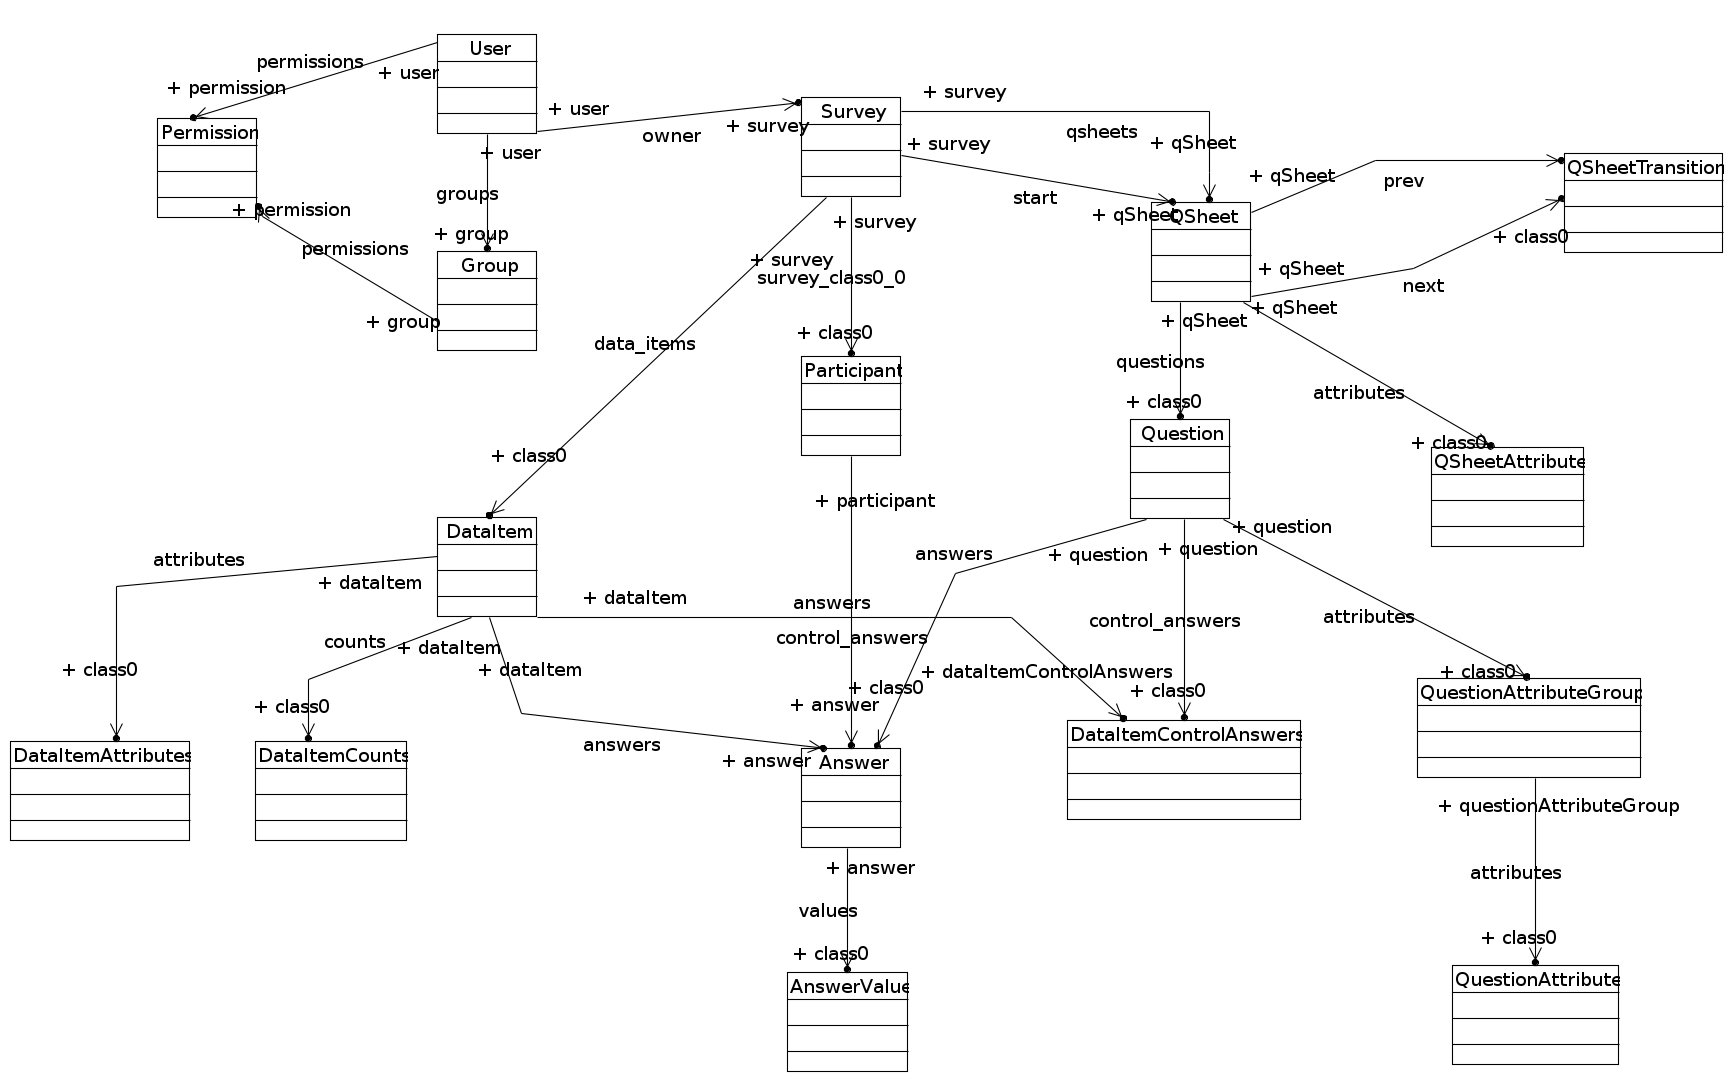 User
permissions
+ user
+ permission
Permission
+ user
owner
+ survey
Survey
+ survey
qsheets
+ qSheet
+ survey
start
+ qSheet
QSheet
+ qSheet
prev
QSheetTransition
+ class0
+ qSheet
next
+ user
groups
+ group
Group
+ permission
permissions
+ group
+ survey
+ survey
survey_class0_0
data_items
+ class0
Participant
+ qSheet
+ qSheet
questions
+ class0
Question
attributes
+ class0
QSheetAttribute
+ class0
DataItem
+ participant
attributes
+ dataItem
+ dataItem
answers
answers
+ question
+ question
+ question
control_answers
control_answers
attributes
counts
+ dataItem
+ dataItem
+ class0
+ class0
+ dataItemControlAnswers
+ class0
+ class0
+ class0
+ answer
answers
+ answer
DataItemAttributes
DataItemCounts
Answer
DataItemControlAnswers
QuestionAttributeGroup
+ questionAttributeGroup
+ answer
values
+ class0
AnswerValue
attributes
+ class0
QuestionAttribute